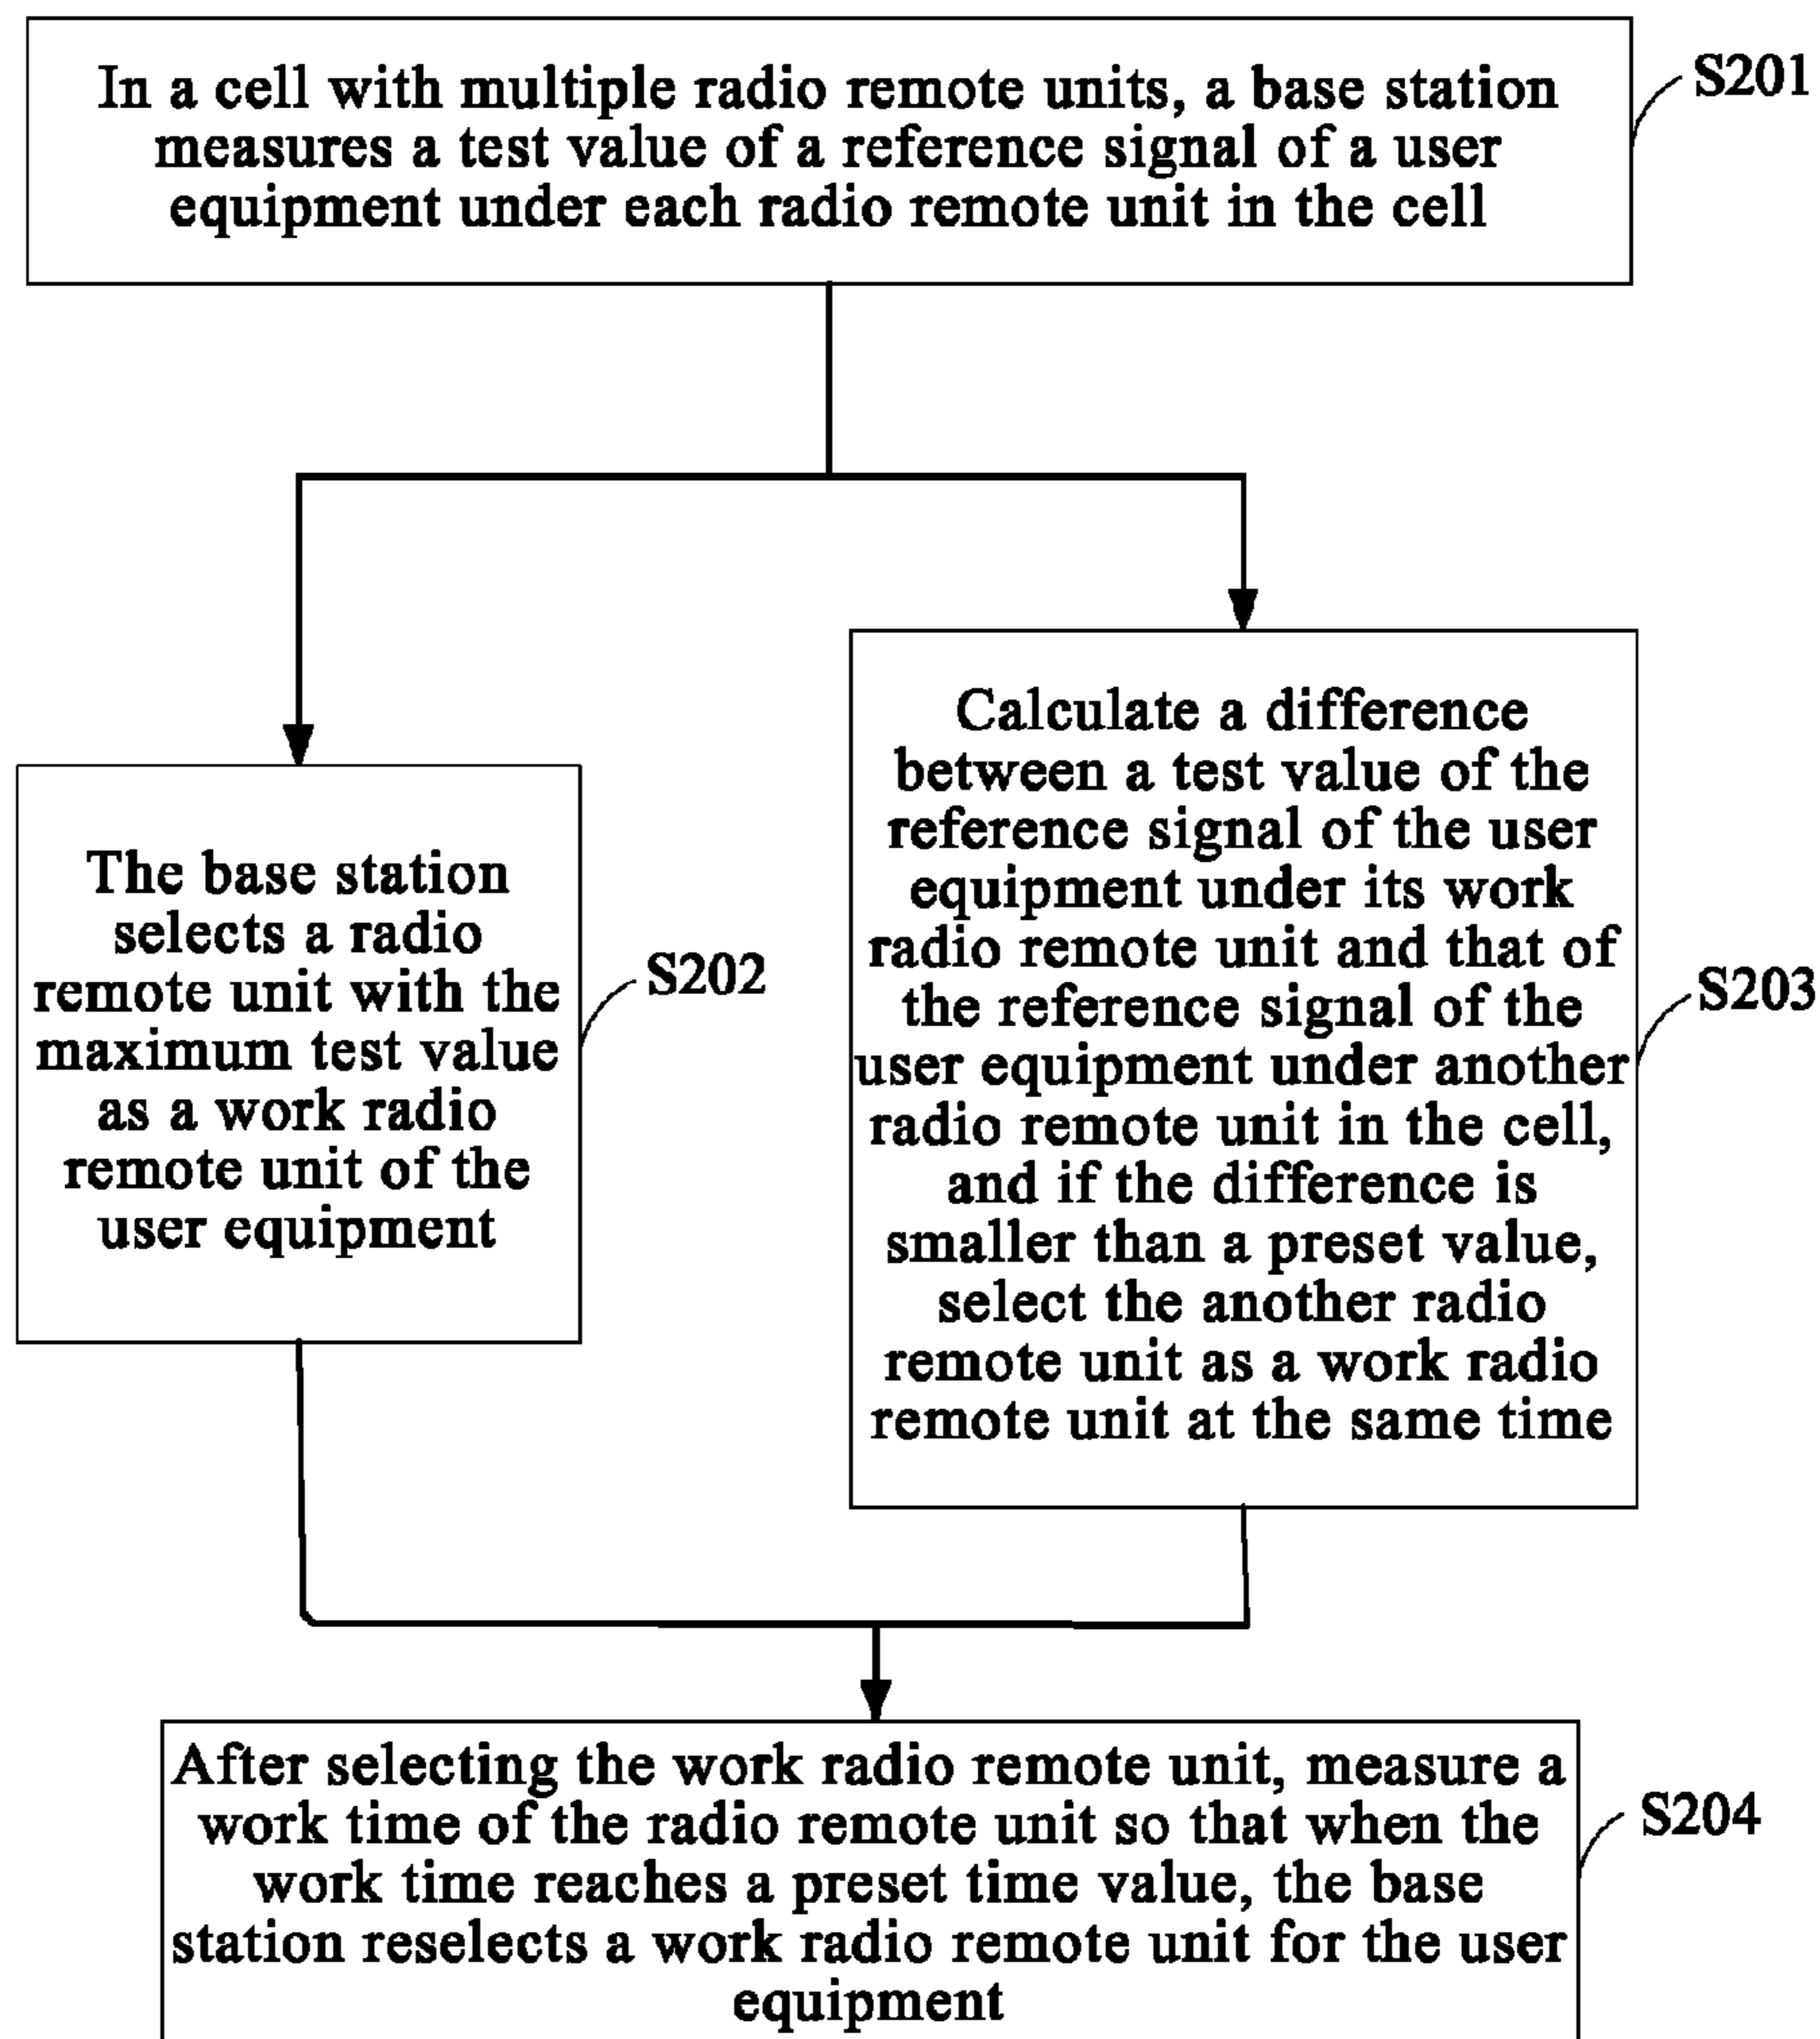 In a cell with multiple radio remote units, a base station
measures a test value of a reference signal of a user
equipment under each radio remote unit in the cell
S201
The base station
selects a radio
remote unit with the
maximum test value
as a work radio
remote unit of the
user equipment
S202
Calculate a difference
between a test value of the
reference signal of the user
equipment under its work
radio remote unit and that of
the reference signal of the
user equipment under another
radio remote unit in the cell,
and if the difference is
smaller than a preset value,
select the another radio
remote unit as a work radio
remote unit at the same time
S203
After selecting the work radio remote unit, measure a
work time of the radio remote unit so that when the
work time reaches a preset time value, the base
station reselects a work radio remote unit for the user
equipment
S204